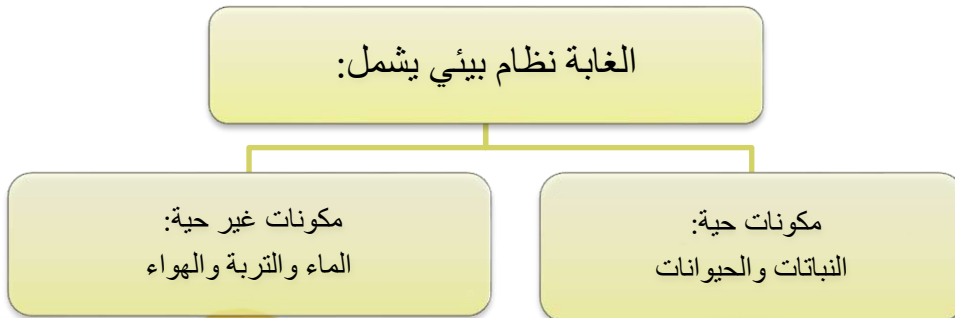 الغابة نظام بيئي يشمل:
مكونات حية:
النباتات والحيوانات
مكونات غير حية:
الماء والتربة والهواء